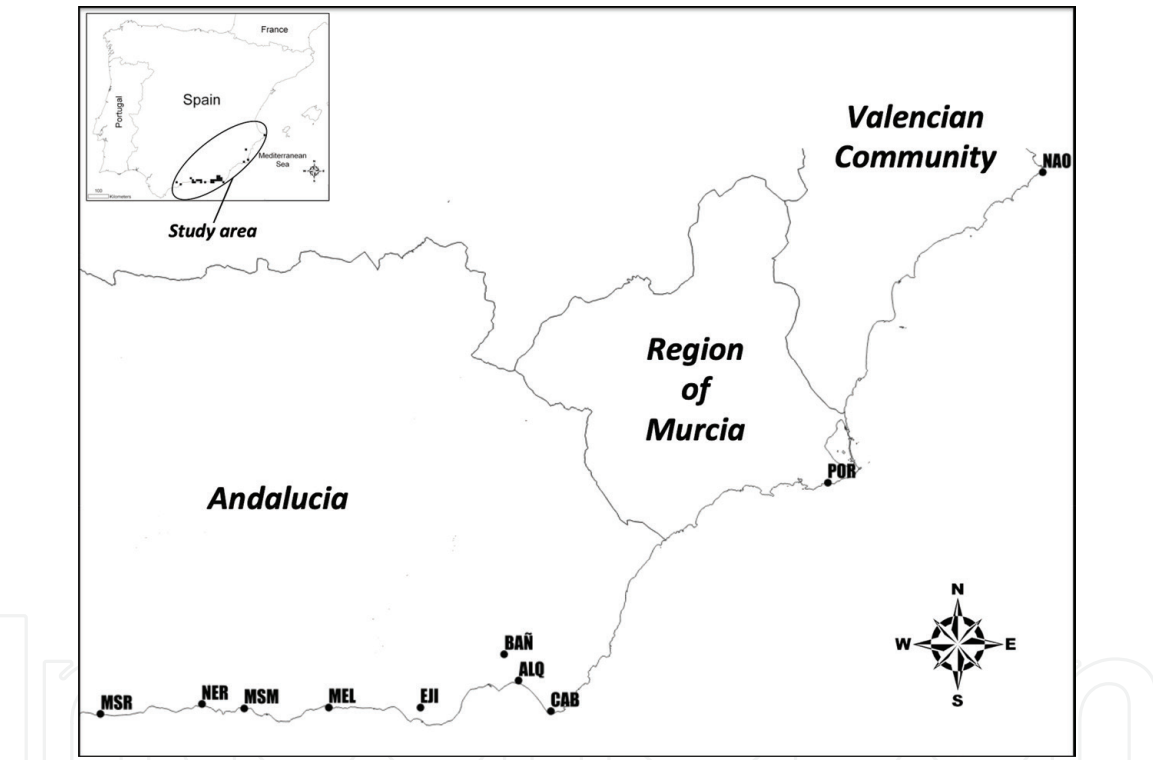 France
Spain
Portugal
Mediterranean
Sea
100
Kilometers
Study area
Valencian
Community
NAO
Region
of
Murcia
POR
Andalucia
N
W
E
S
BAÑ
ALQ
CAB
MSR
NER
MSM
MEL
EJI